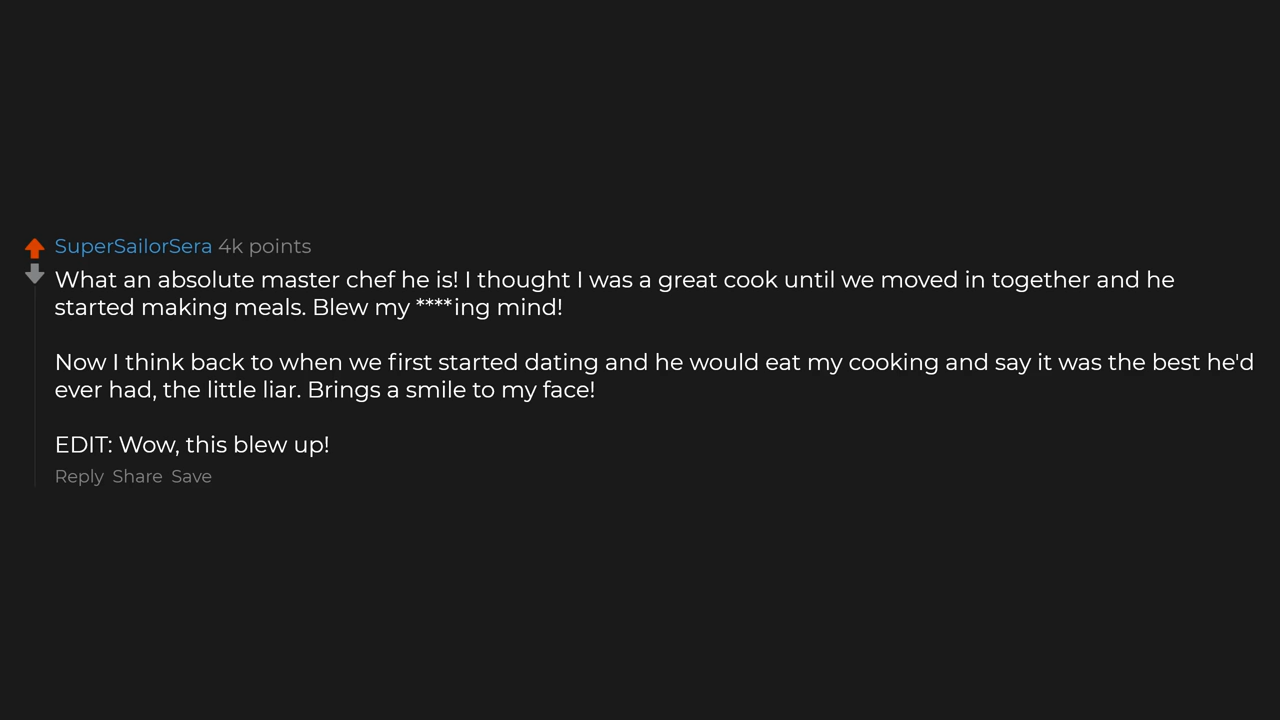 SuperSailorSera 4k points
What an absolute master chef he is! I thought I was a great cook until we moved in together and he
started making meals. Blew my ****ing mind!
Now I think back to when we first started dating and he would eat my cooking and say it was the best he'd
ever had, the little liar. Brings a smile to my face!
EDIT: Wow, this blew up!
Reply Share Save